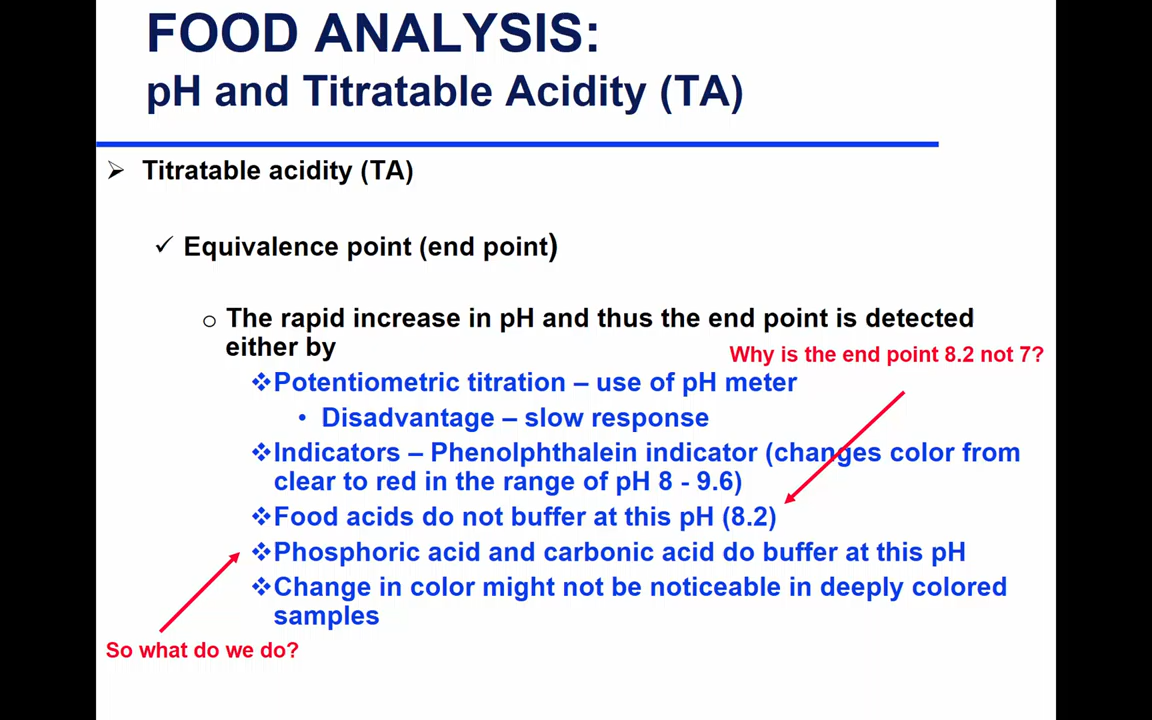 FOOD ANALYSIS:
pH and Titratable Acidity (TA)
➢ Titratable acidity (TA)
✓ Equivalence point (end point)
o The rapid increase in pH and thus the end point is detected
either by
Why is the end point 8.2 not 7?
❖Potentiometric titration – use of pH meter
• Disadvantage – slow response
❖Indicators – Phenolphthalein indicator (changes color from
clear to red in the range of pH 8 - 9.6)
❖Food acids do not buffer at this pH (8.2)
❖Phosphoric acid and carbonic acid do buffer at this pH
❖Change in color might not be noticeable in deeply colored
samples
So what do we do?